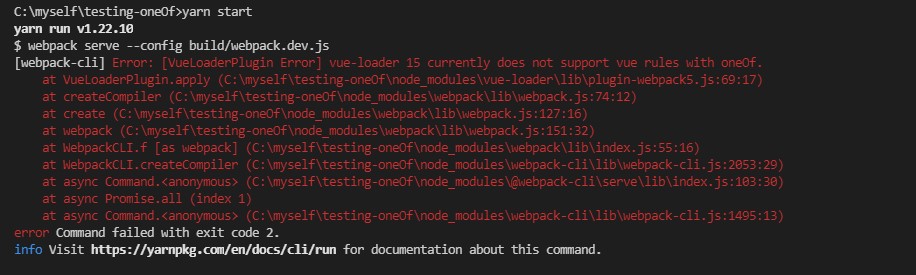 C:\myself\testing-oneOf>yarn start
yarn run v1.22.10
$ webpack serve --config build/webpack.dev.js
[webpack-cli] Error: [VueLoaderPlugin Error] vue-loader 15 currently does not support vue rules with oneOf.
    at VueLoaderPlugin.apply (C:\myself\testing-oneOf\node_modules\vue-loader\lib\plugin-webpack5.js:69:17)
    at createCompiler (C:\myself\testing-oneOf\node_modules\webpack\lib\webpack.js:74:12)
    at create (C:\myself\testing-oneOf\node_modules\webpack\lib\webpack.js:127:16)
    at webpack (C:\myself\testing-oneOf\node_modules\webpack\lib\webpack.js:151:32)
    at WebpackCLI.f [as webpack] (C:\myself\testing-oneOf\node_modules\webpack\lib\index.js:55:16)
    at WebpackCLI.createCompiler (C:\myself\testing-oneOf\node_modules\webpack-cli\lib\webpack-cli.js:2053:29)
    at async Command.<anonymous> (C:\myself\testing-oneOf\node_modules\@webpack-cli\serve\lib\index.js:103:30)
    at async Promise.all (index 1)
    at async Command.<anonymous> (C:\myself\testing-oneOf\node_modules\webpack-cli\lib\webpack-cli.js:1495:13)
error Command failed with exit code 2.
info Visit https://yarnpkg.com/en/docs/cli/run for documentation about this command.